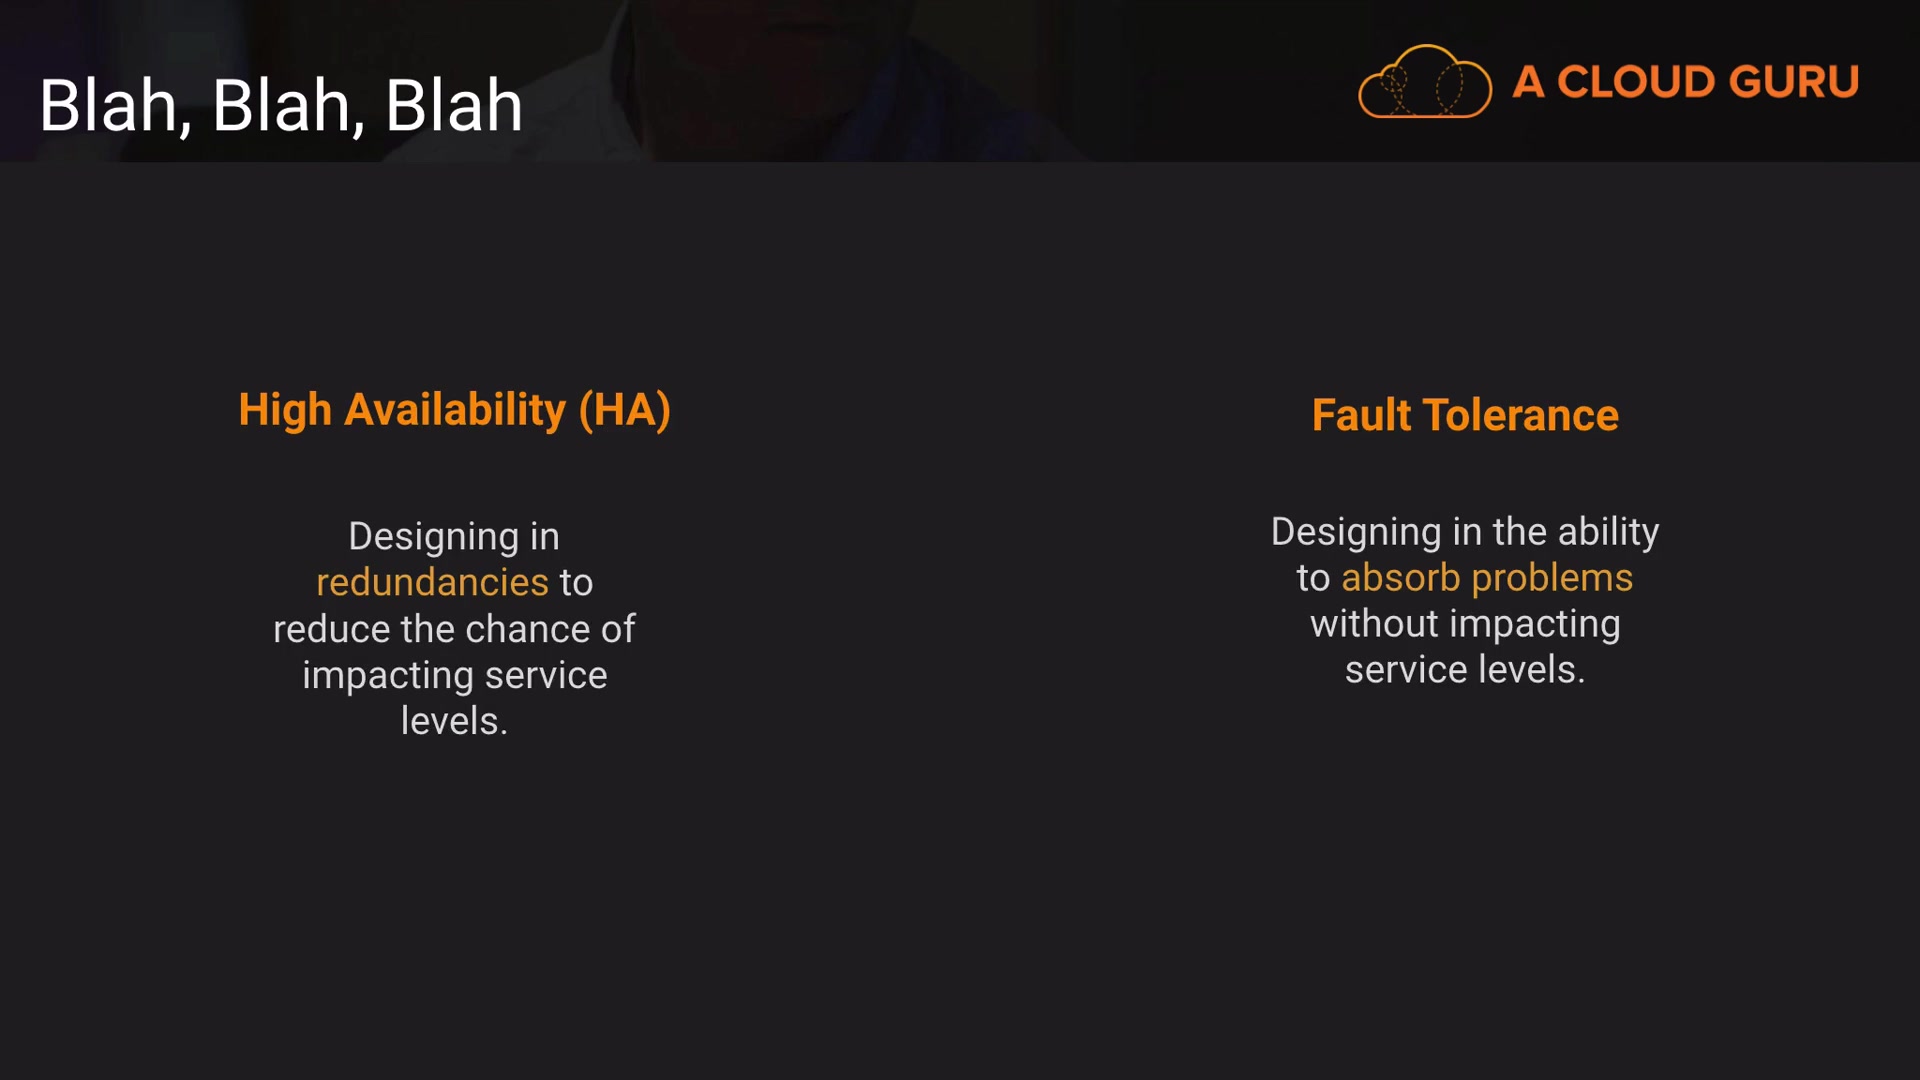 Blah, Blah, Blah
A CLOUD GURU
High Availability (HA)
Designing in
redundancies to
reduce the chance of
impacting service
levels.
Fault Tolerance
Designing in the ability
to absorb problems
without impacting
service levels.